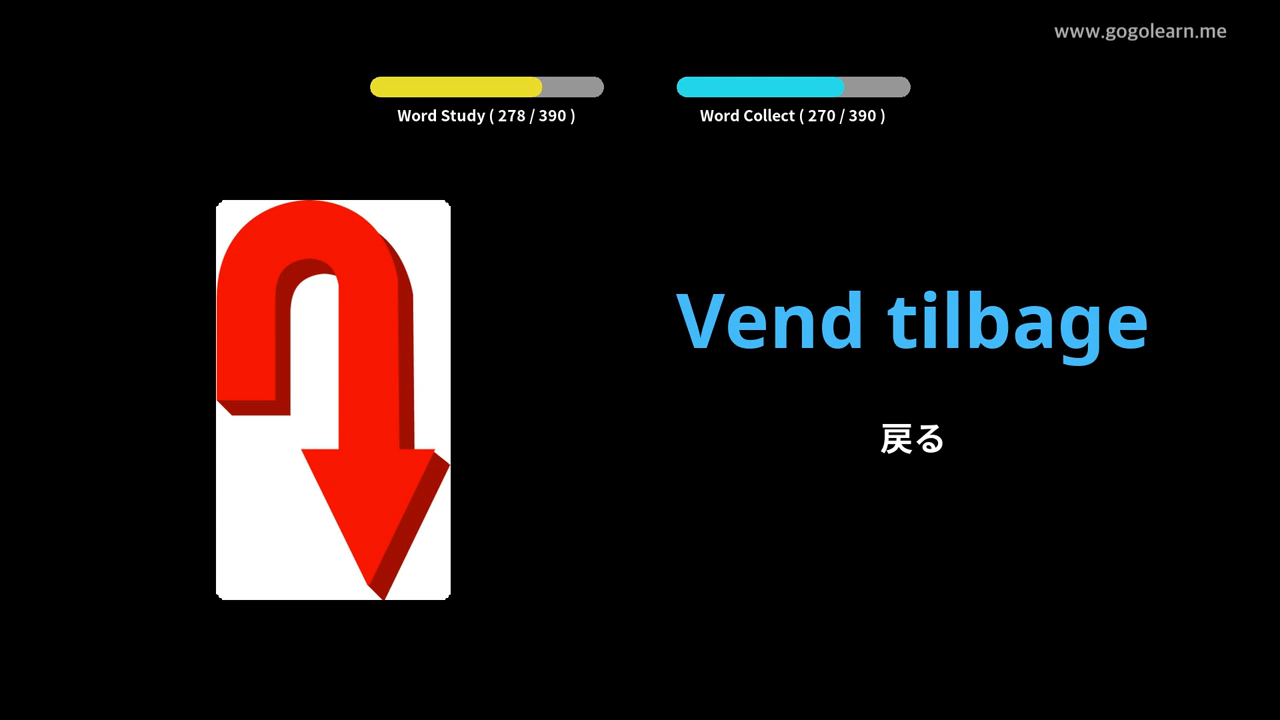 www.gogolearn.me
Word Study ( 278 / 390 )
Word Collect ( 270 / 390 )
Vend tilbage
戻る